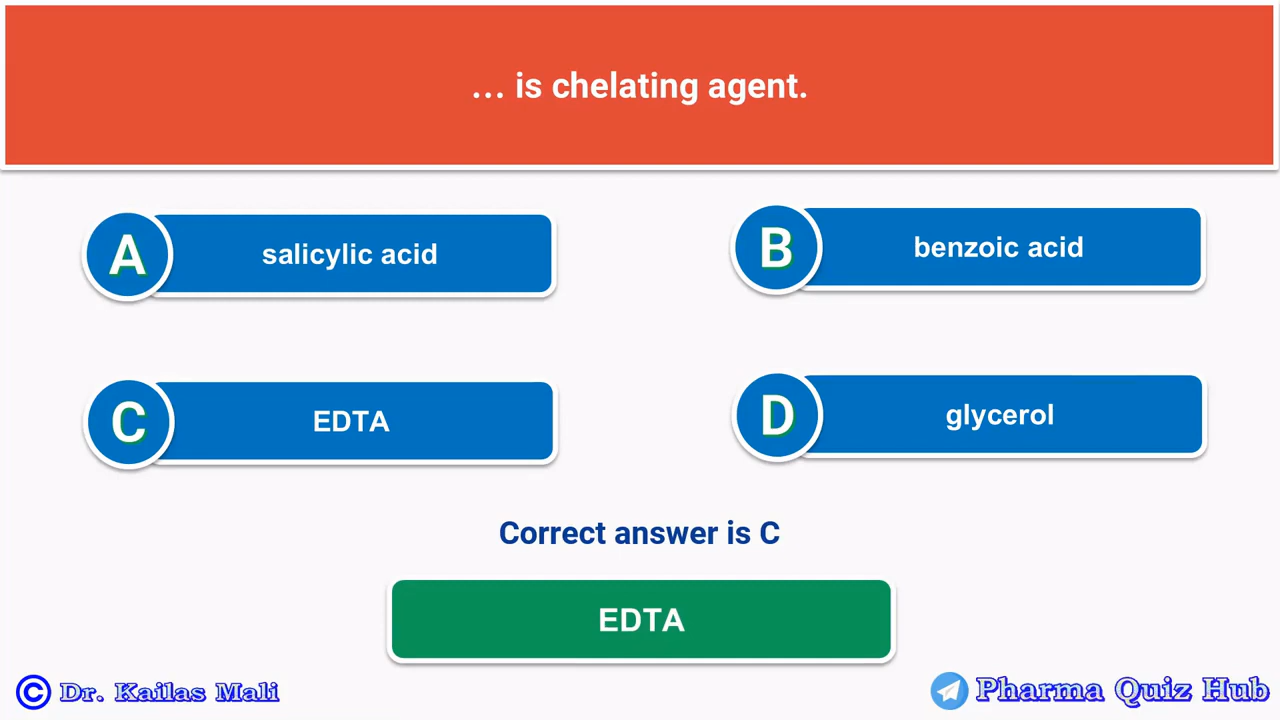 ... is chelating agent.
A salicylic acid
B benzoic acid
C EDTA
D glycerol
Correct answer is C
EDTA
© Dr. Kailas Mali
Pharma Quiz Hub